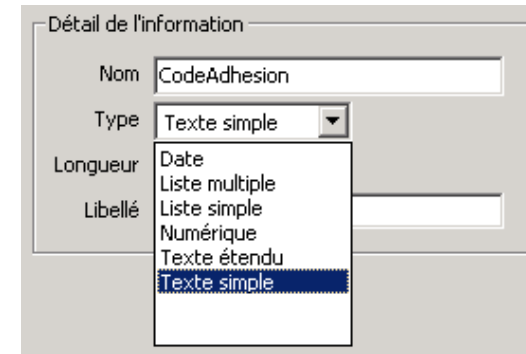 Détail de l'information
Nom CodeAdhesion
Type Texte simple
Longueur
Libellé
Date
Liste multiple
Liste simple
Numérique
Texte étendu
Texte simple